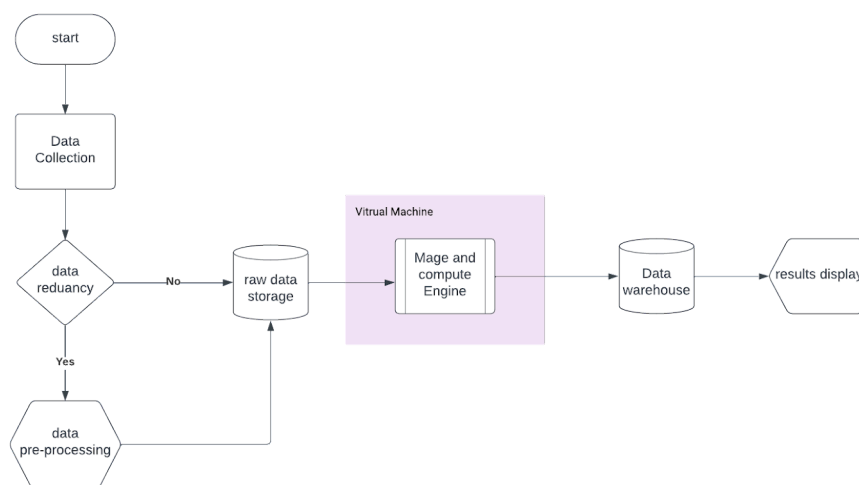 start
Data
Collection
data
reduancy
No
Yes
data
pre-processing
raw data
storage
Vitrual Machine
Mage and
compute
Engine
Data
warehouse
results display